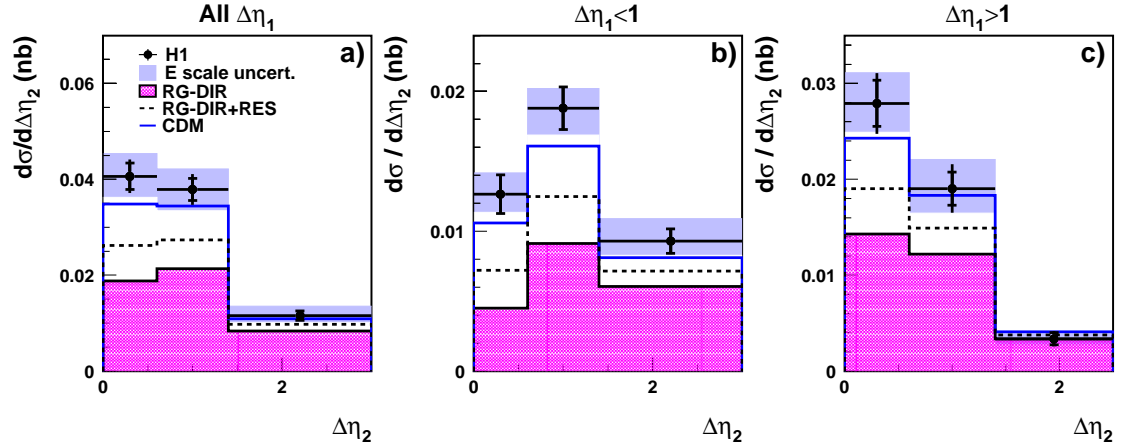 All Δη1
dσ/dΔη2 (nb)
a)
H1
E scale uncert.
RG-DIR
RG-DIR+RES
CDM
0.06
0.04
0.02
0
0
2
Δη2
Δη1<1
dσ / dΔη2 (nb)
b)
0.02
0.01
0
0
2
Δη2
Δη1>1
dσ / dΔη2 (nb)
c)
0.03
0.02
0.01
0
0
2
Δη2